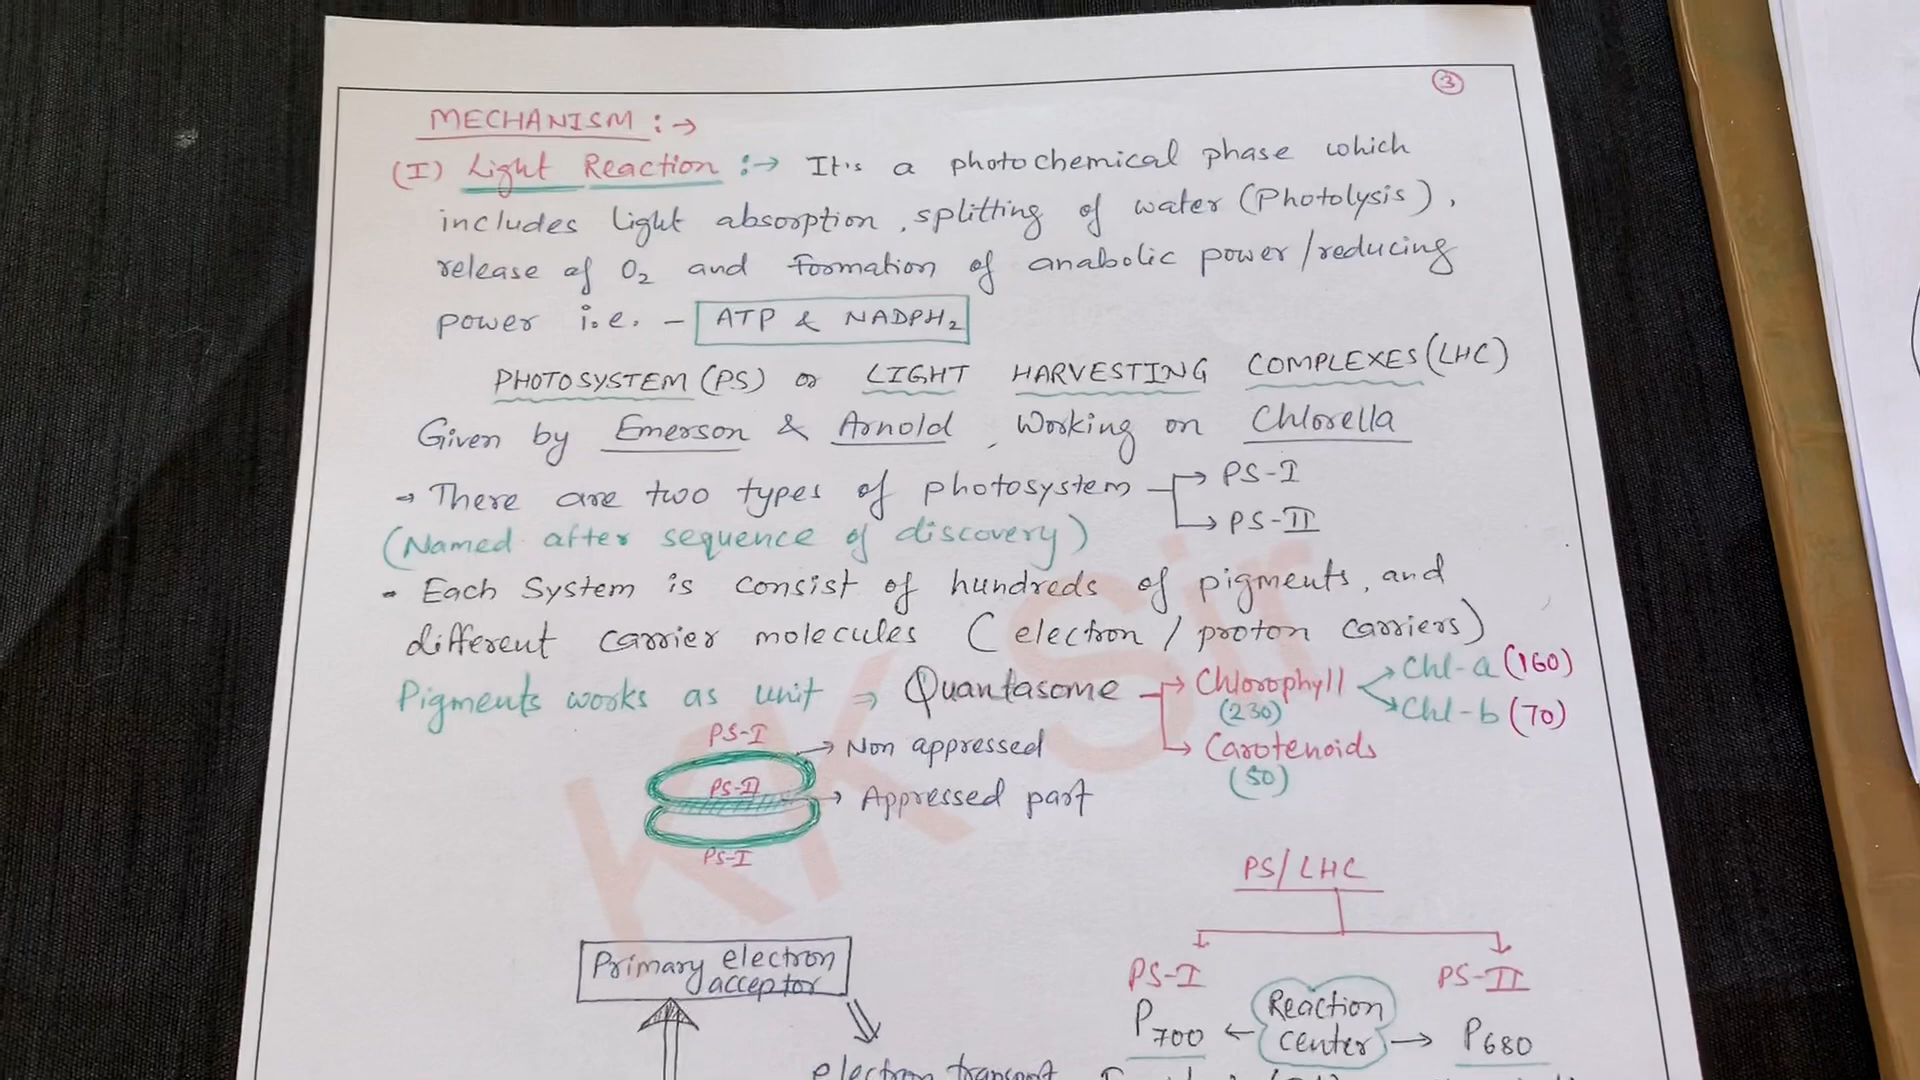 3
MECHANISM :→
(I) Light Reaction :→ It's a photochemical phase which
includes light absorption, splitting of water (Photolysis),
release of O₂ and formation of anabolic power/reducing
power i.e. - ATP & NADPH₂
PHOTOSYSTEM (PS) or LIGHT HARVESTING COMPLEXES (LHC)
Given by Emerson & Arnold, Working on Chlorella
→ There are two types of photosystem → PS-I
→ PS-II
(Named after sequence of discovery)
- Each System is consist of hundreds of pigments, and
different carrier molecules (electron / proton carriers)
Pigments works as unit → Quantasome → Chlorophyll → Chl-a (160)
(230) → Chl-b (70)
→ Carotenoids
(50)
PS-I
→ Non appressed
PS-II
→ Appressed part
PS-I
PS/LHC
PS-I PS-II
P700 ← Reaction center → P680
Primary electron
acceptor
electron transport
KK Sir